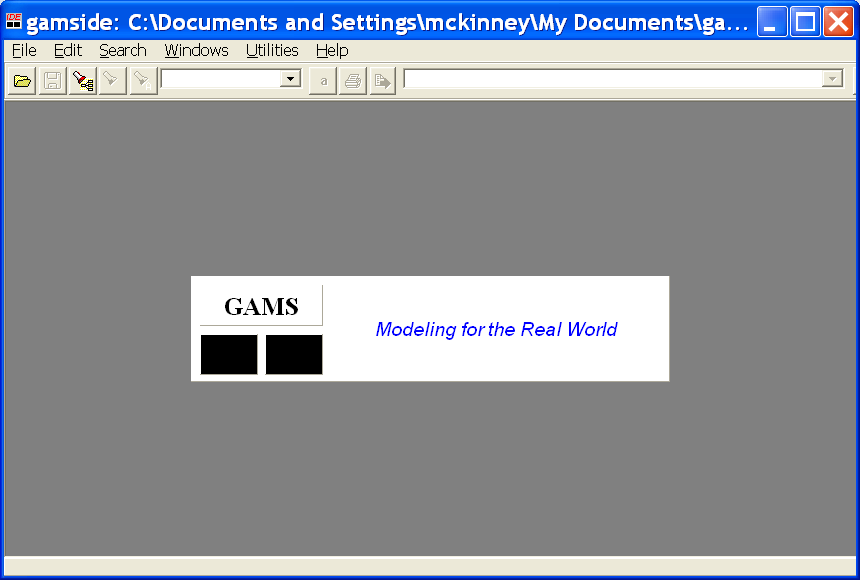 gamside: C:\Documents and Settings\mckinney\My Documents\ga...
File Edit Search Windows Utilities Help
a
GAMS
Modeling for the Real World